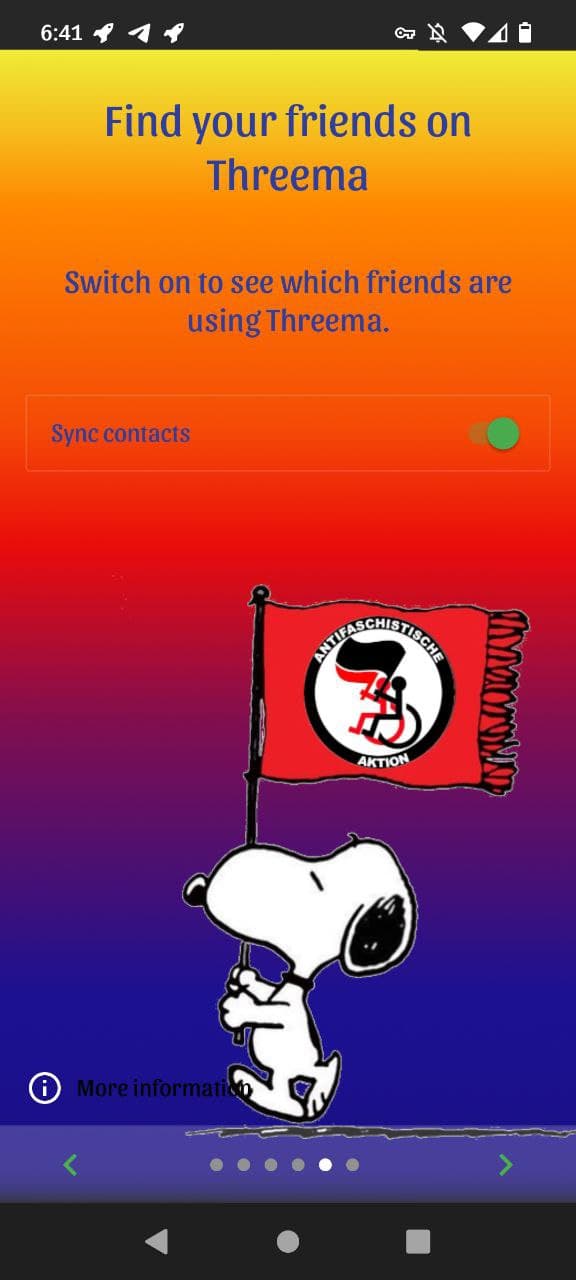 6:41
Find your friends on
Threema
Switch on to see which friends are
using Threema.
Sync contacts
ANTIFASCHISTISCHE
AKTION
More information